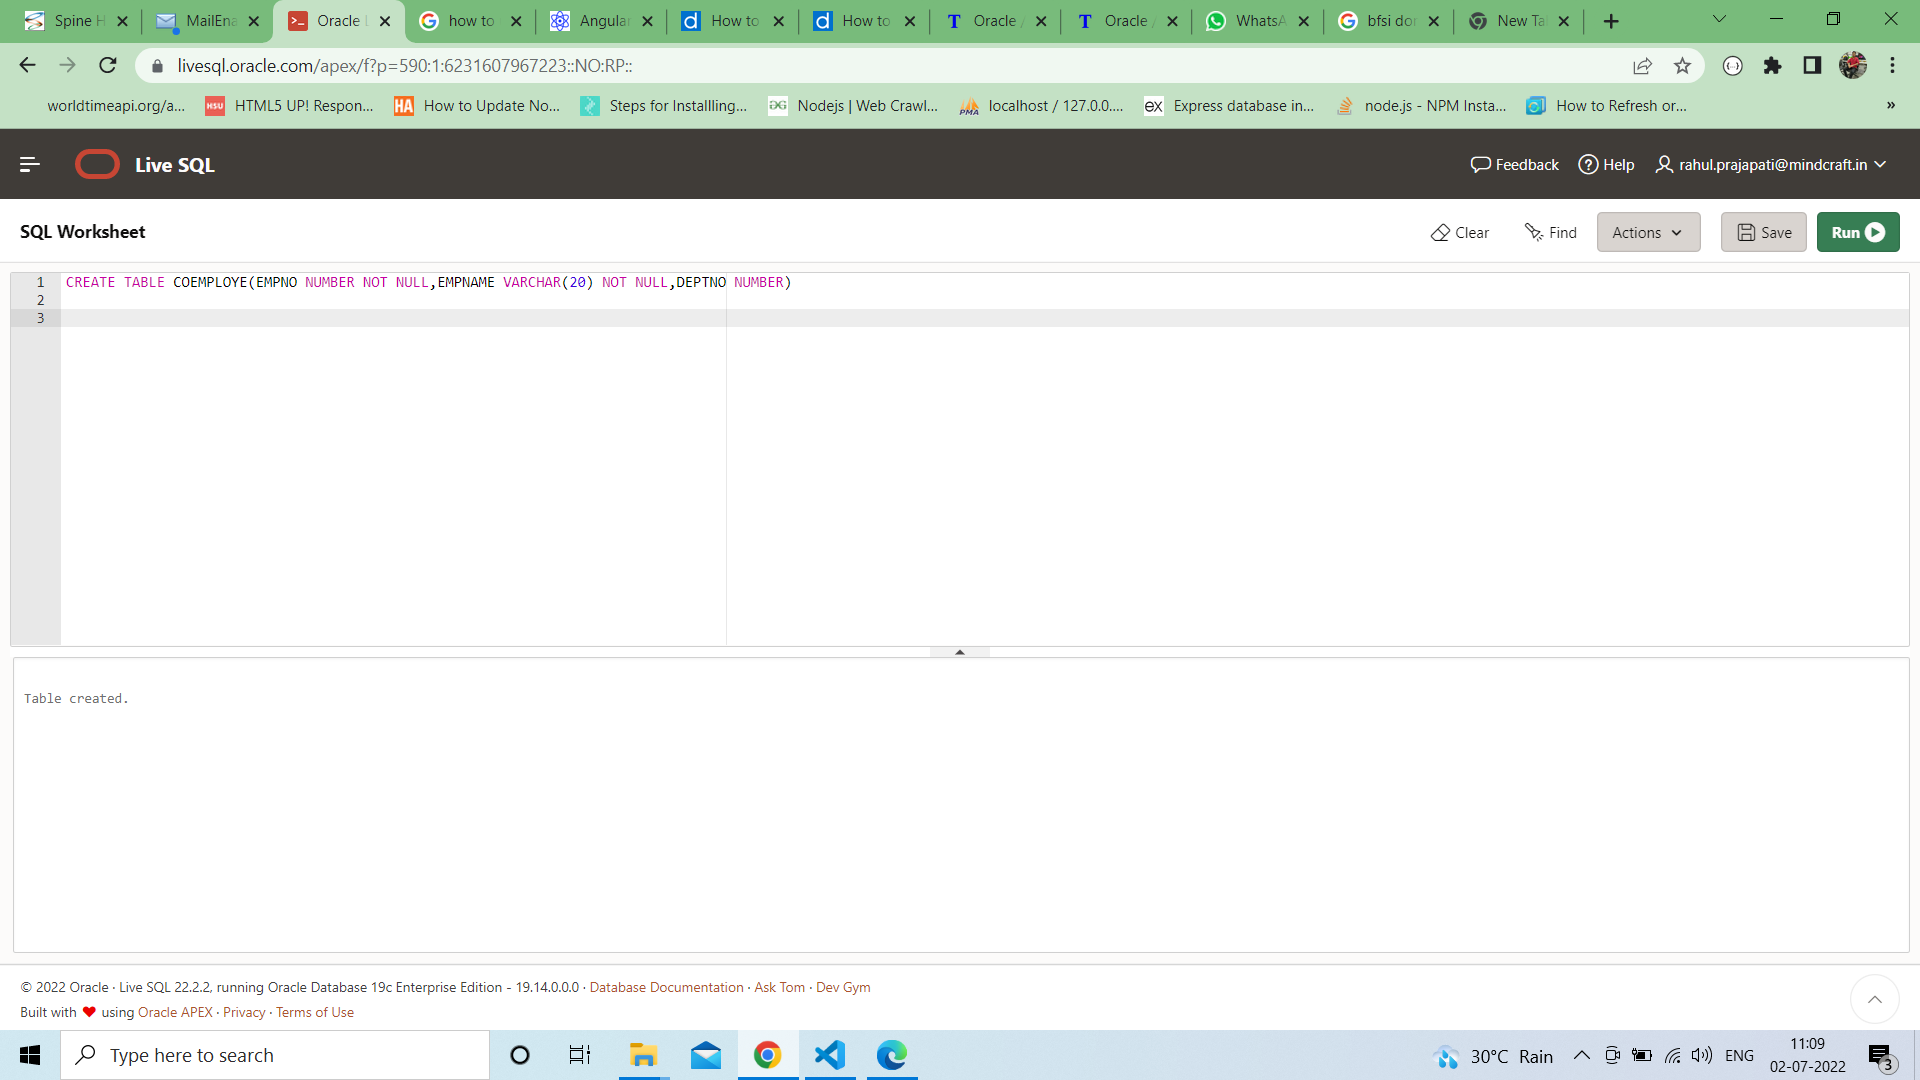 Spine H
MailEna
Oracle L
how to
Angular
How to
How to
Oracle /
Oracle /
WhatsA
bfsi dor
New Ta
livesql.oracle.com/apex/f?p=590:1:6231607967223::NO:RP::
worldtimeapi.org/a...
HSU HTML5 UP! Respon...
HA How to Update No...
Steps for Installling...
Nodejs | Web Crawl...
PMA localhost / 127.0.0....
ex Express database in...
node.js - NPM Insta...
How to Refresh or...
»
Live SQL
Feedback
Help
rahul.prajapati@mindcraft.in
SQL Worksheet
Clear
Find
Actions
Save
Run
1 CREATE TABLE COEMPLOYE(EMPNO NUMBER NOT NULL,EMPNAME VARCHAR(20) NOT NULL,DEPTNO NUMBER)
2
3
Table created.
© 2022 Oracle · Live SQL 22.2.2, running Oracle Database 19c Enterprise Edition - 19.14.0.0.0 · Database Documentation · Ask Tom · Dev Gym
Built with ❤ using Oracle APEX · Privacy · Terms of Use
Type here to search
30°C Rain
ENG
11:09
02-07-2022
3